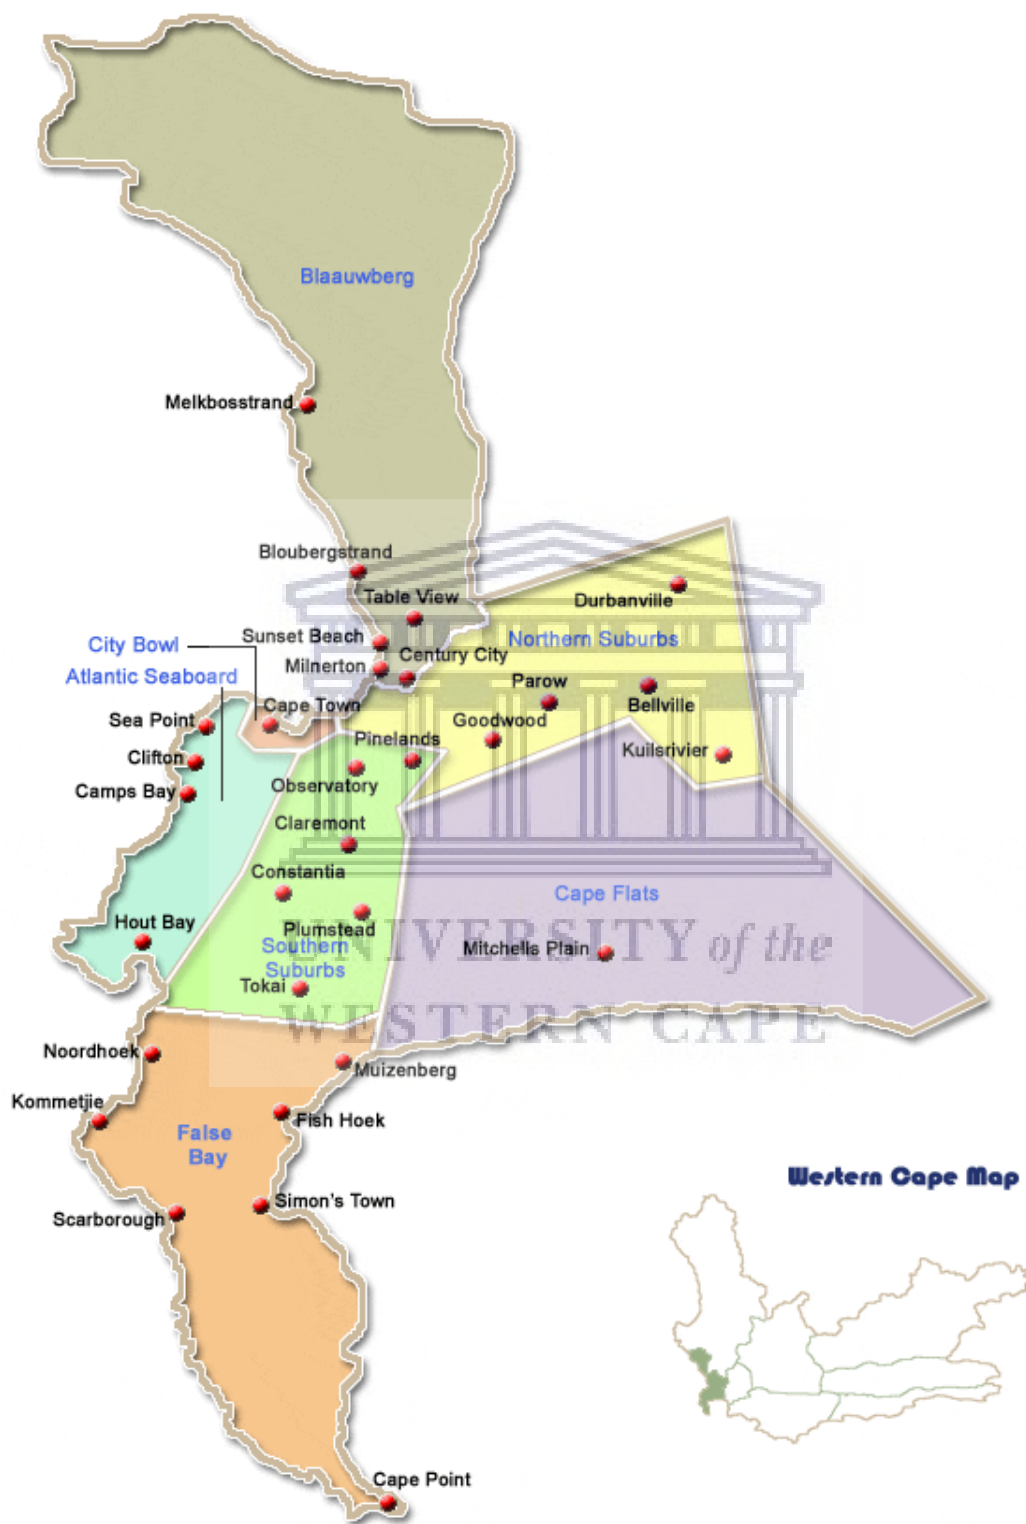 Blaauwberg
Melkbosstrand
Bloubergstrand
Table View
Durbanville
Sunset Beach
Northern Suburbs
City Bowl
Century City
Milnerton
Atlantic Seaboard
Parow
Bellville
Cape Town
Sea Point
Goodwood
Pinelands
Kuilsrivier
Clifton
Observatory
Camps Bay
Claremont
Constantia
Cape Flats
Hout Bay
Plumstead
UNIVERSITY of the
Southern
Suburbs
Mitchells Plain
Tokai
WESTERN CAPE
Noordhoek
Muizenberg
Kommetjie
Fish Hoek
False
Bay
Western Cape Map
Simon's Town
Scarborough
Cape Point